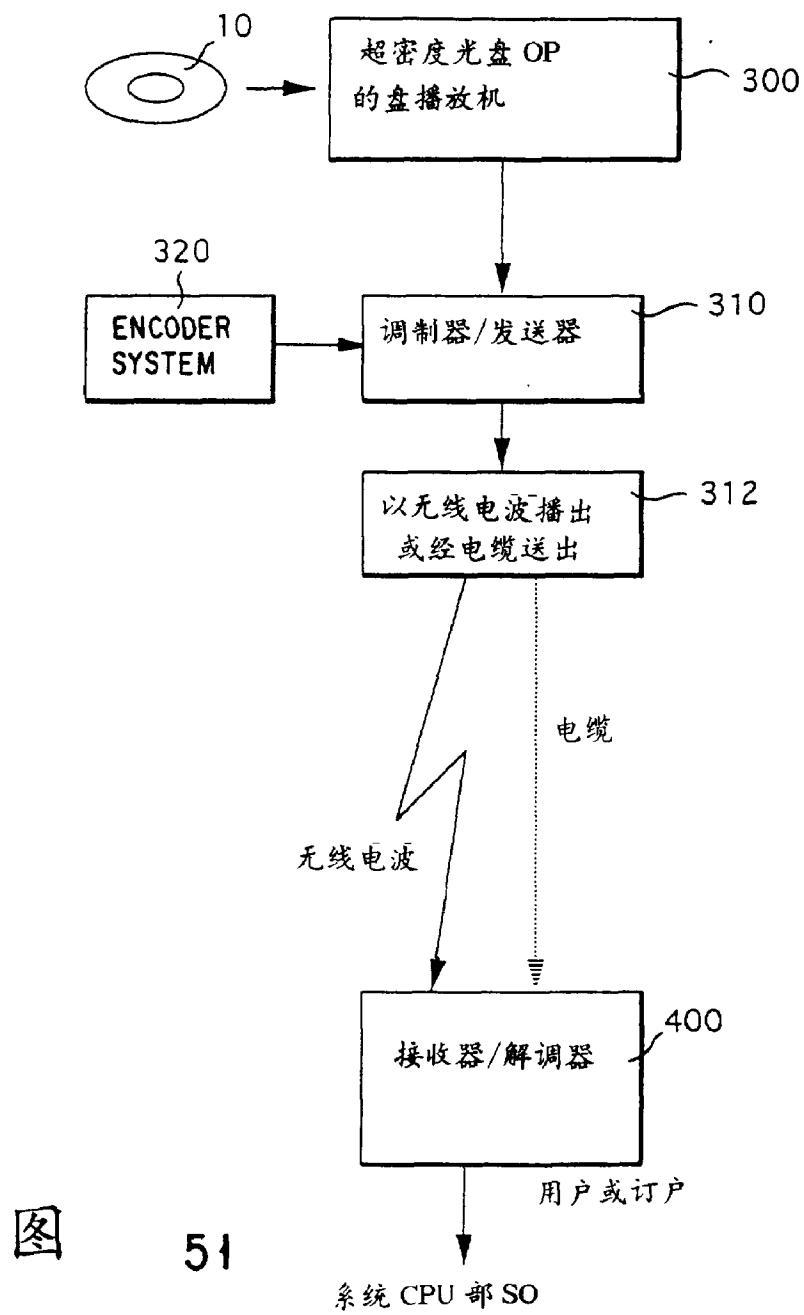 10
超密度光盘 OP
的盘播放机
300
320
ENCODER
SYSTEM
调制器/发送器
310
以无线电波播出
或经电缆送出
312
电缆
无线电波
接收器/解调器
400
用户或订户
图 51
系统 CPU 部 SO